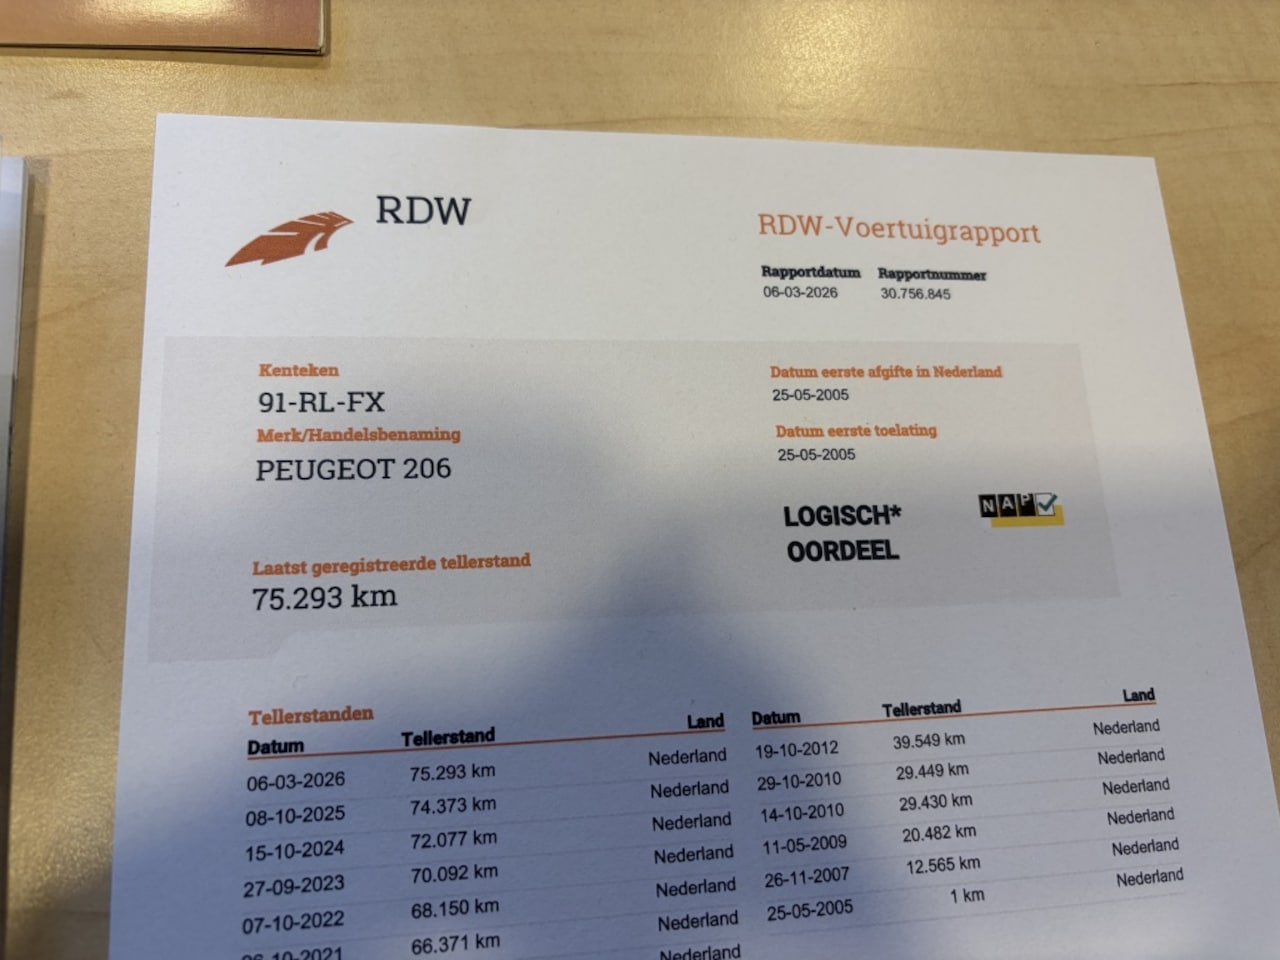 RDW
RDW-Voertuigrapport
Rapportdatum Rapportnummer
06-03-2026 30.756.845
Kenteken
91-RL-FX
Merk/Handelsbenaming
PEUGEOT 206
Laatst geregistreerde tellerstand
75.293 km
Datum eerste afgifte in Nederland
25-05-2005
Datum eerste toelating
25-05-2005
LOGISCH*
OORDEEL
NAP
Tellerstanden
Datum Tellerstand Land
06-03-2026 75.293 km Nederland
08-10-2025 74.373 km Nederland
15-10-2024 72.077 km Nederland
27-09-2023 70.092 km Nederland
07-10-2022 68.150 km Nederland
06-10-2021 66.371 km Nederland
Nederland
Datum Tellerstand Land
19-10-2012 39.549 km Nederland
29-10-2010 29.449 km Nederland
14-10-2010 29.430 km Nederland
11-05-2009 20.482 km Nederland
26-11-2007 12.565 km Nederland
25-05-2005 1 km Nederland